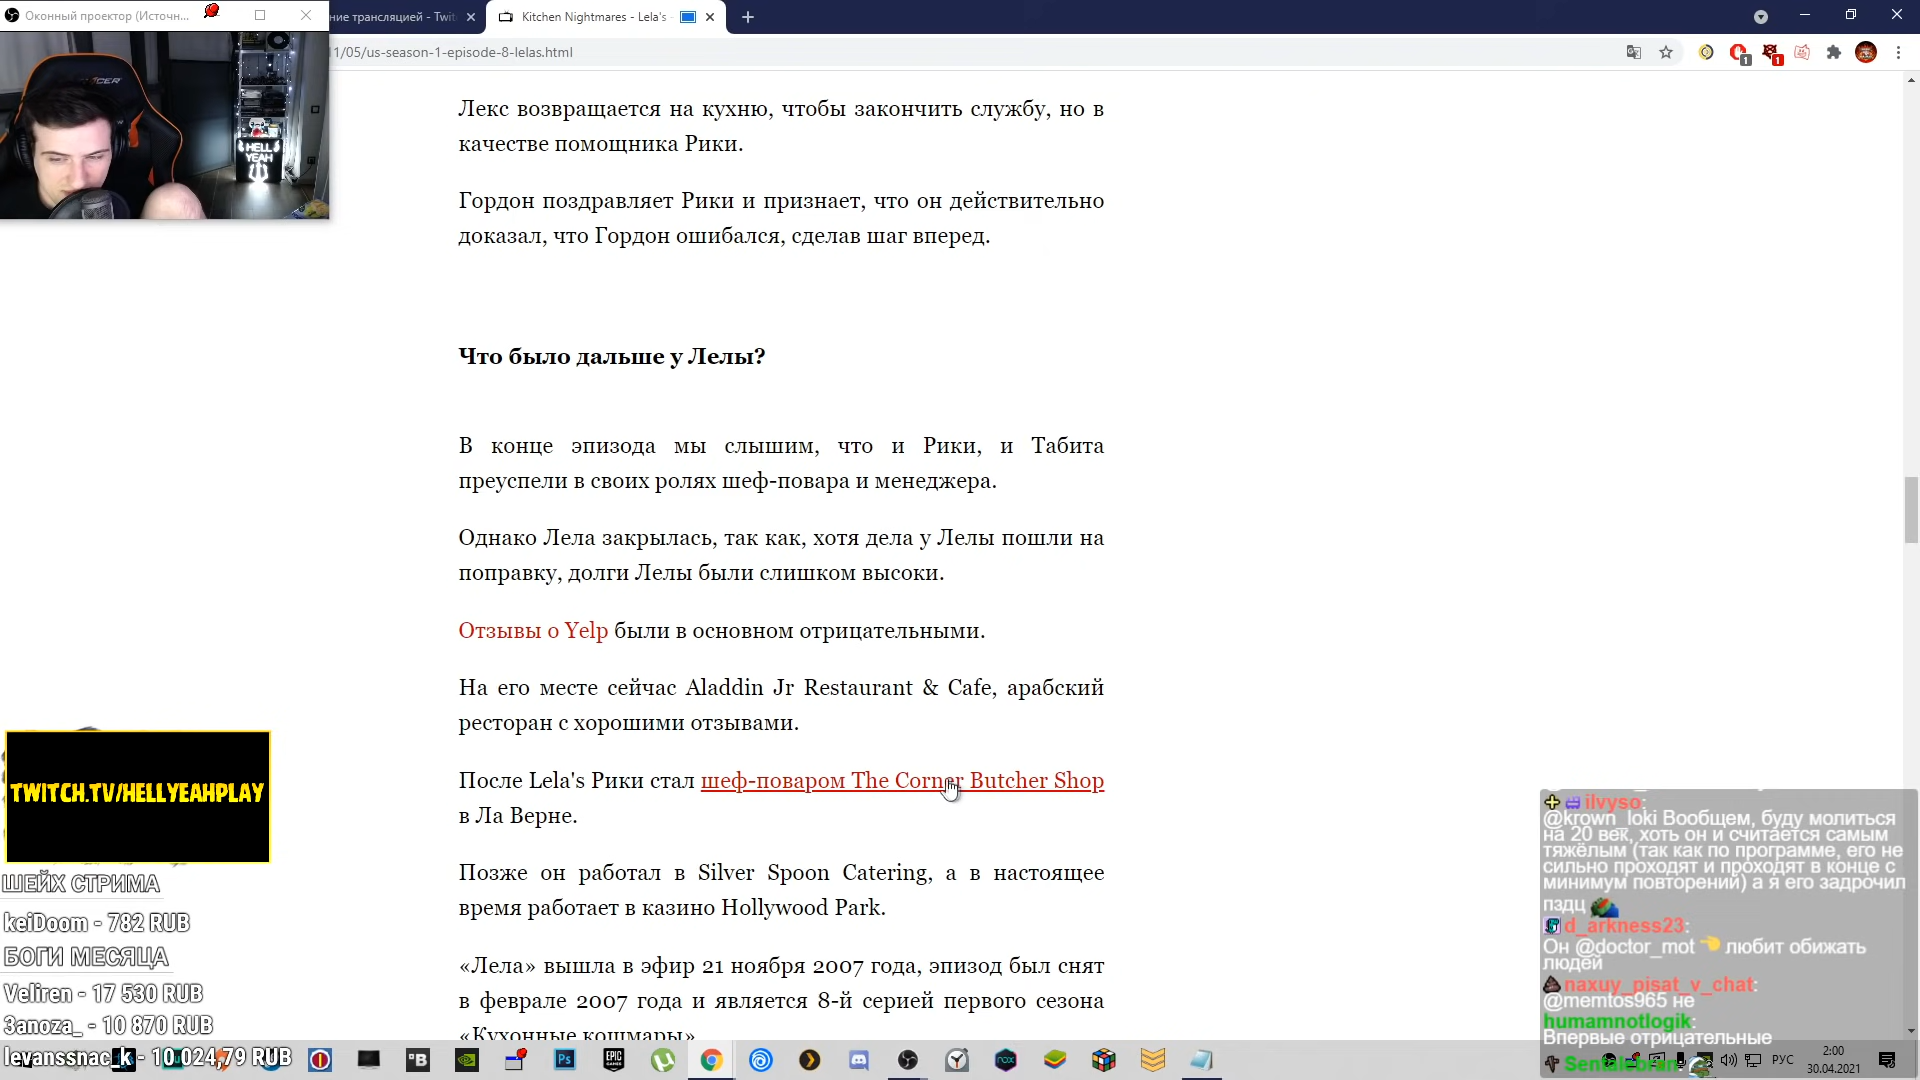 Оконный проектор (Источн...
ние трансляцией - Twit
Kitchen Nightmares - Lela's
1/05/us-season-1-episode-8-lelas.html
1
1
HELL
YEAH
Лекс возвращается на кухню, чтобы закончить службу, но в
качестве помощника Рики.
Гордон поздравляет Рики и признает, что он действительно
доказал, что Гордон ошибался, сделав шаг вперед.
Что было дальше у Лелы?
В конце эпизода мы слышим, что и Рики, и Табита
преуспели в своих ролях шеф-повара и менеджера.
Однако Лела закрылась, так как, хотя дела у Лелы пошли на
поправку, долги Лелы были слишком высоки.
Отзывы о Yelp были в основном отрицательными.
На его месте сейчас Aladdin Jr Restaurant & Cafe, арабский
ресторан с хорошими отзывами.
После Lela's Рики стал шеф-поваром The Corner Butcher Shop
в Ла Верне.
Позже он работал в Silver Spoon Catering, а в настоящее
время работает в казино Hollywood Park.
«Лела» вышла в эфир 21 ноября 2007 года, эпизод был снят
в феврале 2007 года и является 8-й серией первого сезона
«Кухонные кошмары»
TWITCH.TV/HELLYEAHPLAY
ШЕЙХ СТРИМА
keiDoom - 782 RUB
БОГИ МЕСЯЦА
Veliren - 17 530 RUB
3anoza_ - 10 870 RUB
levanssnac_k - 10 024,79 RUB
ilvyso:
@krown_loki Вообщем, буду молиться
на 20 век, хоть он и считается самым
тяжёлым (так как по программе, его не
сильно проходят и проходят в конце с
минимум повторений) а я его задрочил
пздц
d_arkness23:
Он @doctor_mot любит обижать
людей
naxuy_pisat_v_chat:
@memtos965 не
humamnotlogik:
Впервые отрицательные
B
Ps
EPIC
GAMES
nox
РУС
2:00
30.04.2021